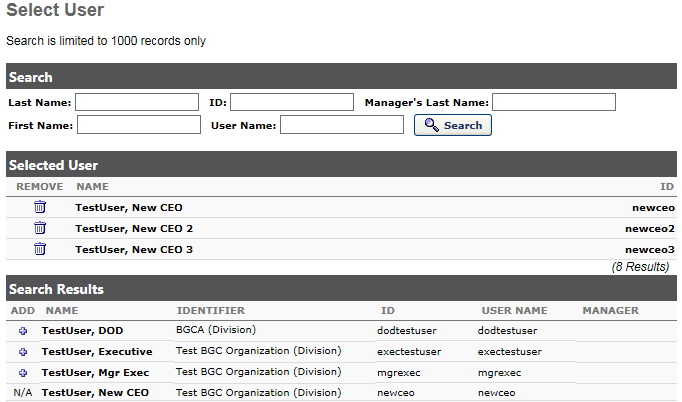 Select User
Search is limited to 1000 records only
Search
Last Name: ID: Manager's Last Name:
First Name: User Name: Search
Selected User
REMOVE NAME ID
TestUser, New CEO newceo
TestUser, New CEO 2 newceo2
TestUser, New CEO 3 newceo3
(8 Results)
Search Results
ADD NAME IDENTIFIER ID USER NAME MANAGER
TestUser, DOD BGCA (Division) dodtestuser dodtestuser
TestUser, Executive Test BGC Organization (Division) exectestuser exectestuser
TestUser, Mgr Exec Test BGC Organization (Division) mgrexec mgrexec
N/A TestUser, New CEO Test BGC Organization (Division) newceo newceo